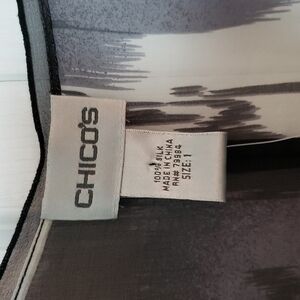 CHICO'S
100% SILK
MADE IN CHINA
RN# 79984
SIZE: 1